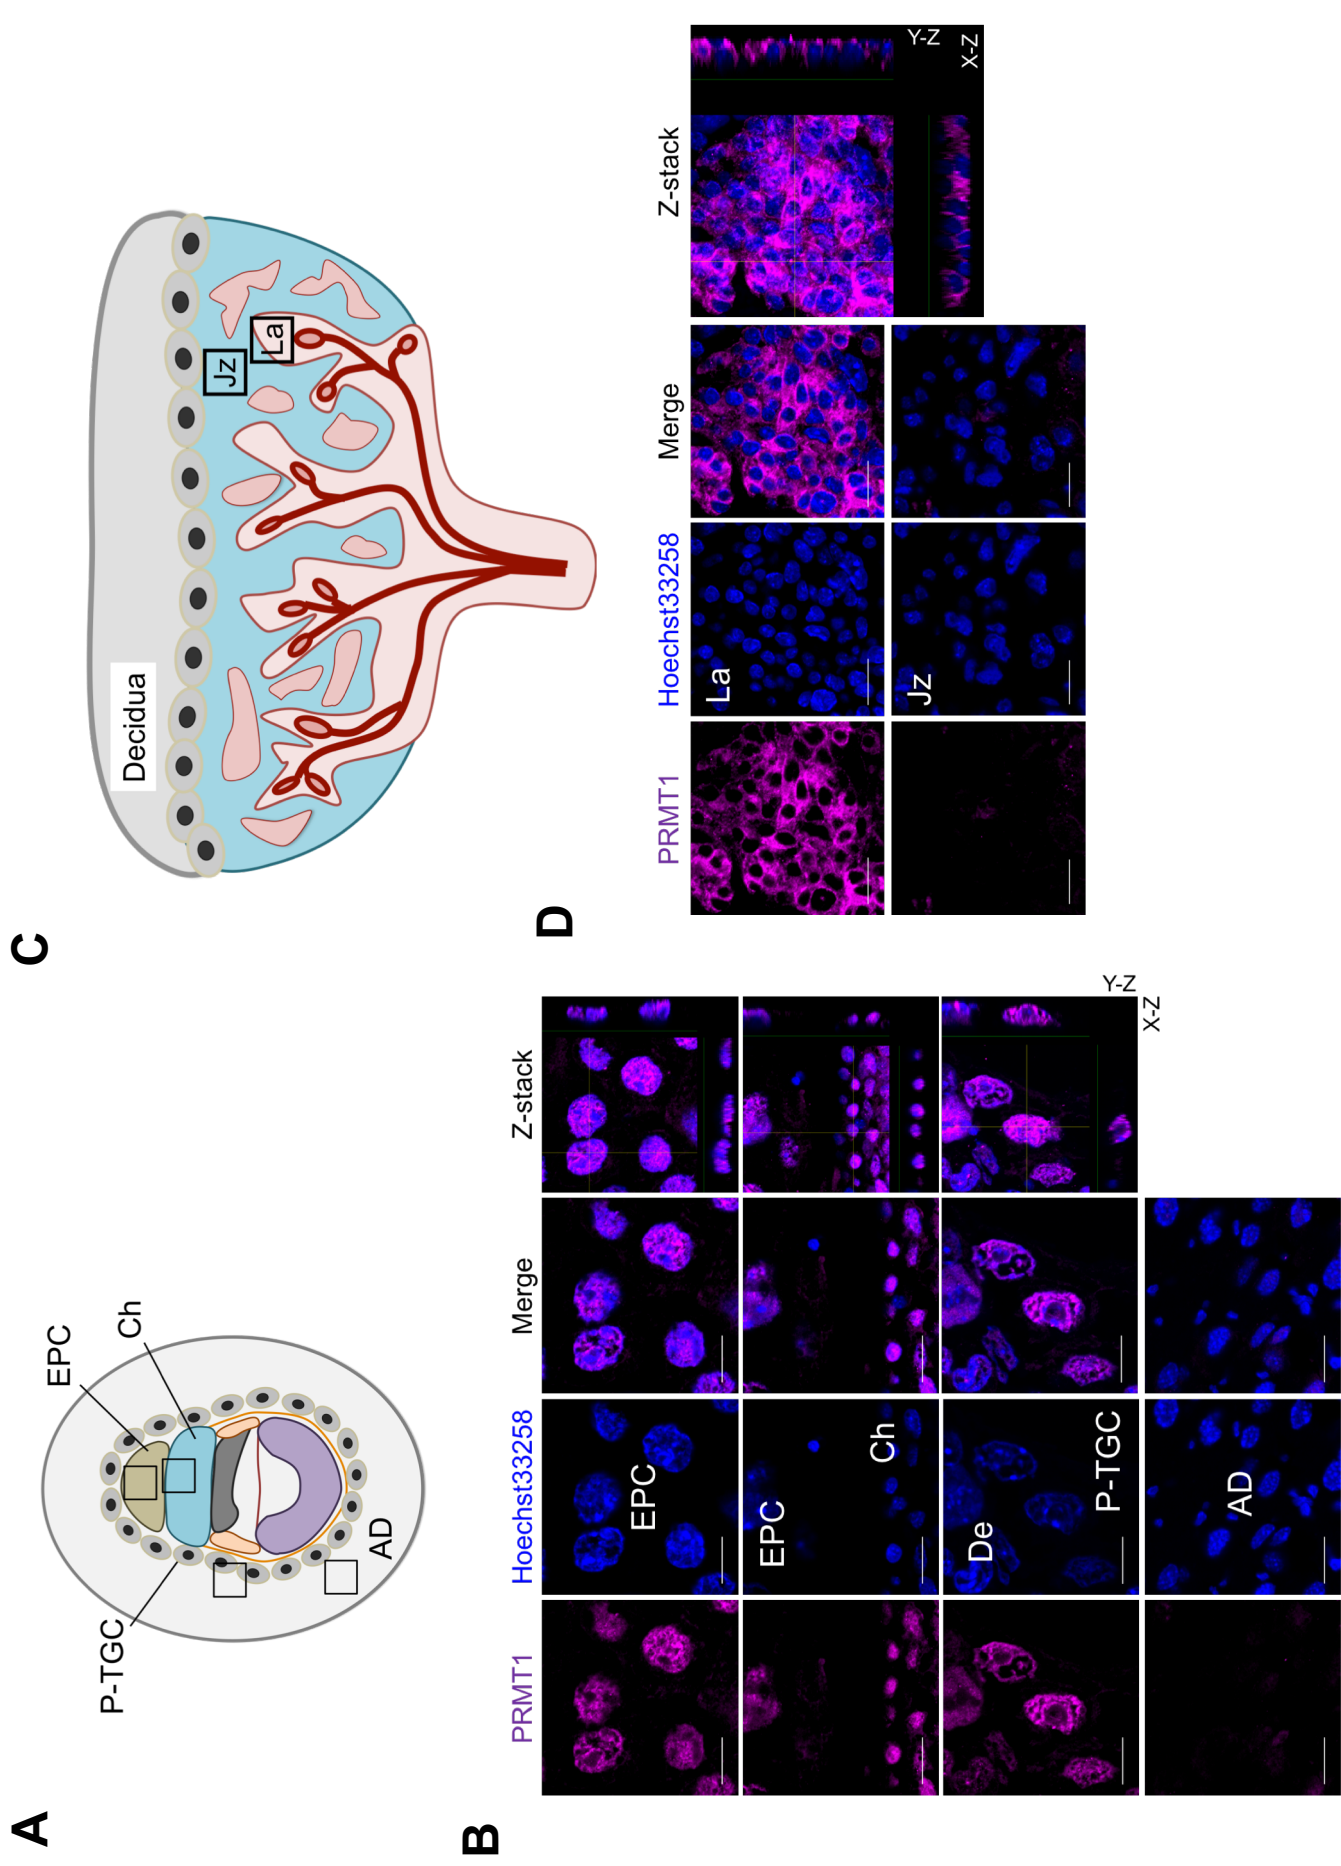 A
EPC
Ch
P-TGC
AD
B
PRMT1
Hoechst33258
Merge
Z-stack
EPC
EPC
Ch
De
P-TGC
AD
Y-Z
X-Z
C
Decidua
Jz
La
D
PRMT1
Hoechst33258
Merge
Z-stack
La
Jz
Y-Z
X-Z